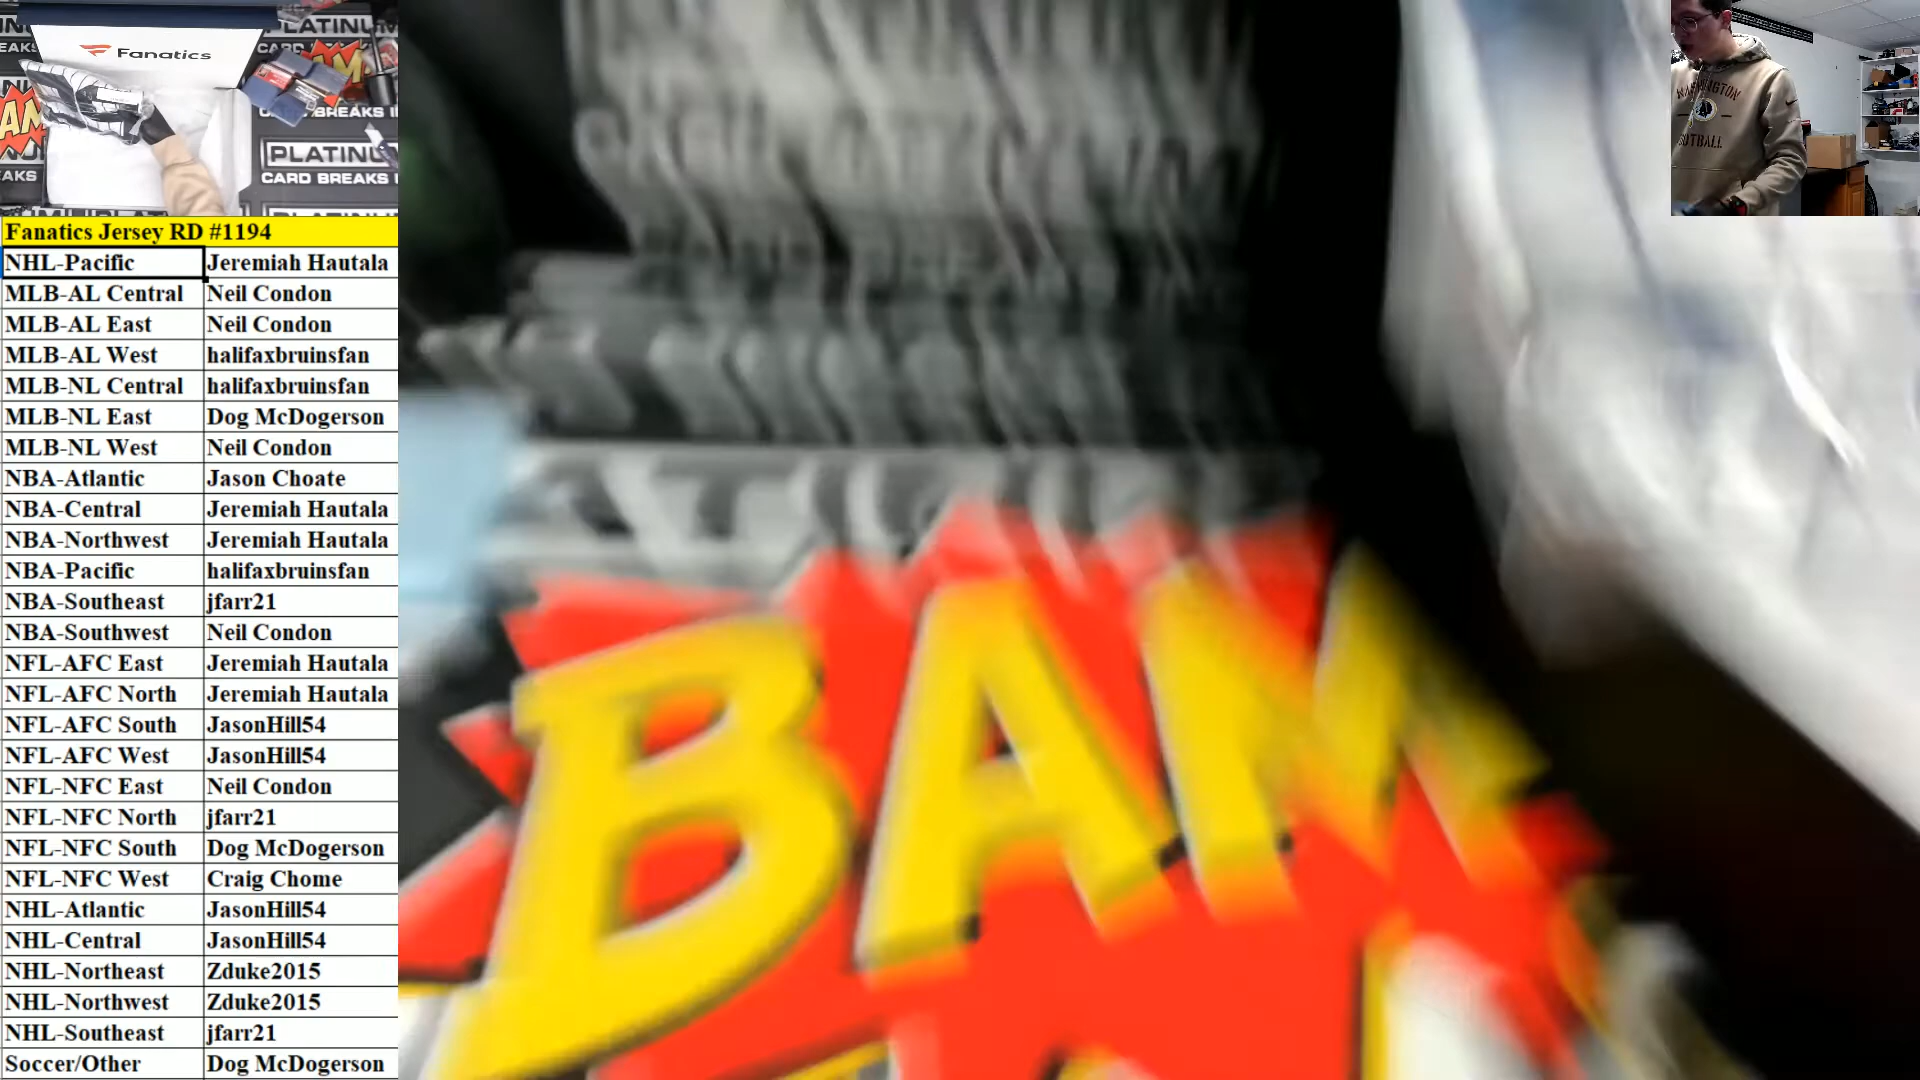 Fanatics
PLATINUM
CARD BREAKS I
Fanatics Jersey RD #1194
NHL-Pacific Jeremiah Hautala
MLB-AL Central Neil Condon
MLB-AL East Neil Condon
MLB-AL West halifaxbruinsfan
MLB-NL Central halifaxbruinsfan
MLB-NL East Dog McDogerson
MLB-NL West Neil Condon
NBA-Atlantic Jason Choate
NBA-Central Jeremiah Hautala
NBA-Northwest Jeremiah Hautala
NBA-Pacific halifaxbruinsfan
NBA-Southeast jfarr21
NBA-Southwest Neil Condon
NFL-AFC East Jeremiah Hautala
NFL-AFC North Jeremiah Hautala
NFL-AFC South JasonHill54
NFL-AFC West JasonHill54
NFL-NFC East Neil Condon
NFL-NFC North jfarr21
NFL-NFC South Dog McDogerson
NFL-NFC West Craig Chome
NHL-Atlantic JasonHill54
NHL-Central JasonHill54
NHL-Northeast Zduke2015
NHL-Northwest Zduke2015
NHL-Southeast jfarr21
Soccer/Other Dog McDogerson
BAM